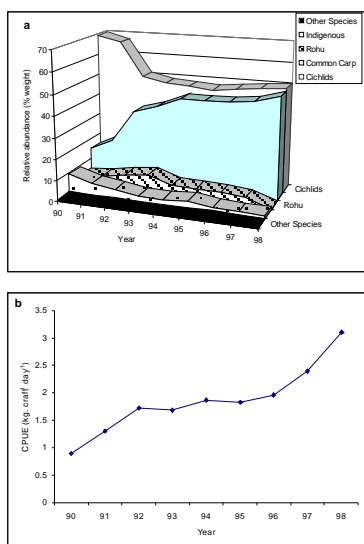 a
Other Species
Indigenous
Rohu
Common Carp
Cichlids
Relative abundance (% weight)
70
60
50
40
30
20
10
0
90 91 92 93 94 95 96 97 98
Year
Cichlids
Rohu
Other Species
b
CPUE (kg. craft¹ day⁻¹)
3.5
3
2.5
2
1.5
1
0.5
0
90 91 92 93 94 95 96 97 98
Year